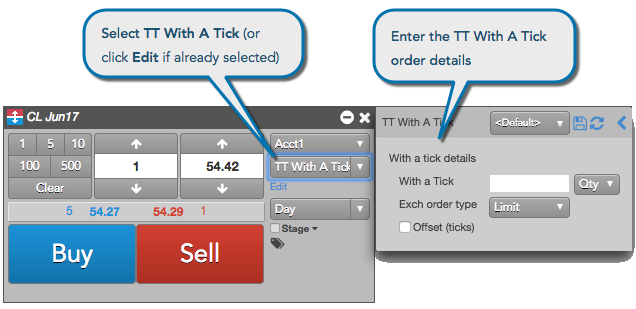 Select TT With A Tick (or
click Edit if already selected)
Enter the TT With A Tick
order details
CL Jun17
1 5 10
100 500
Clear
1
54.42
Acct1
TT With A Tick
Edit
Day
Stage
5 54.27 54.29 1
Buy
Sell
TT With A Tick
<Default>
With a tick details
With a Tick
Qty
Exch order type
Limit
Offset (ticks)